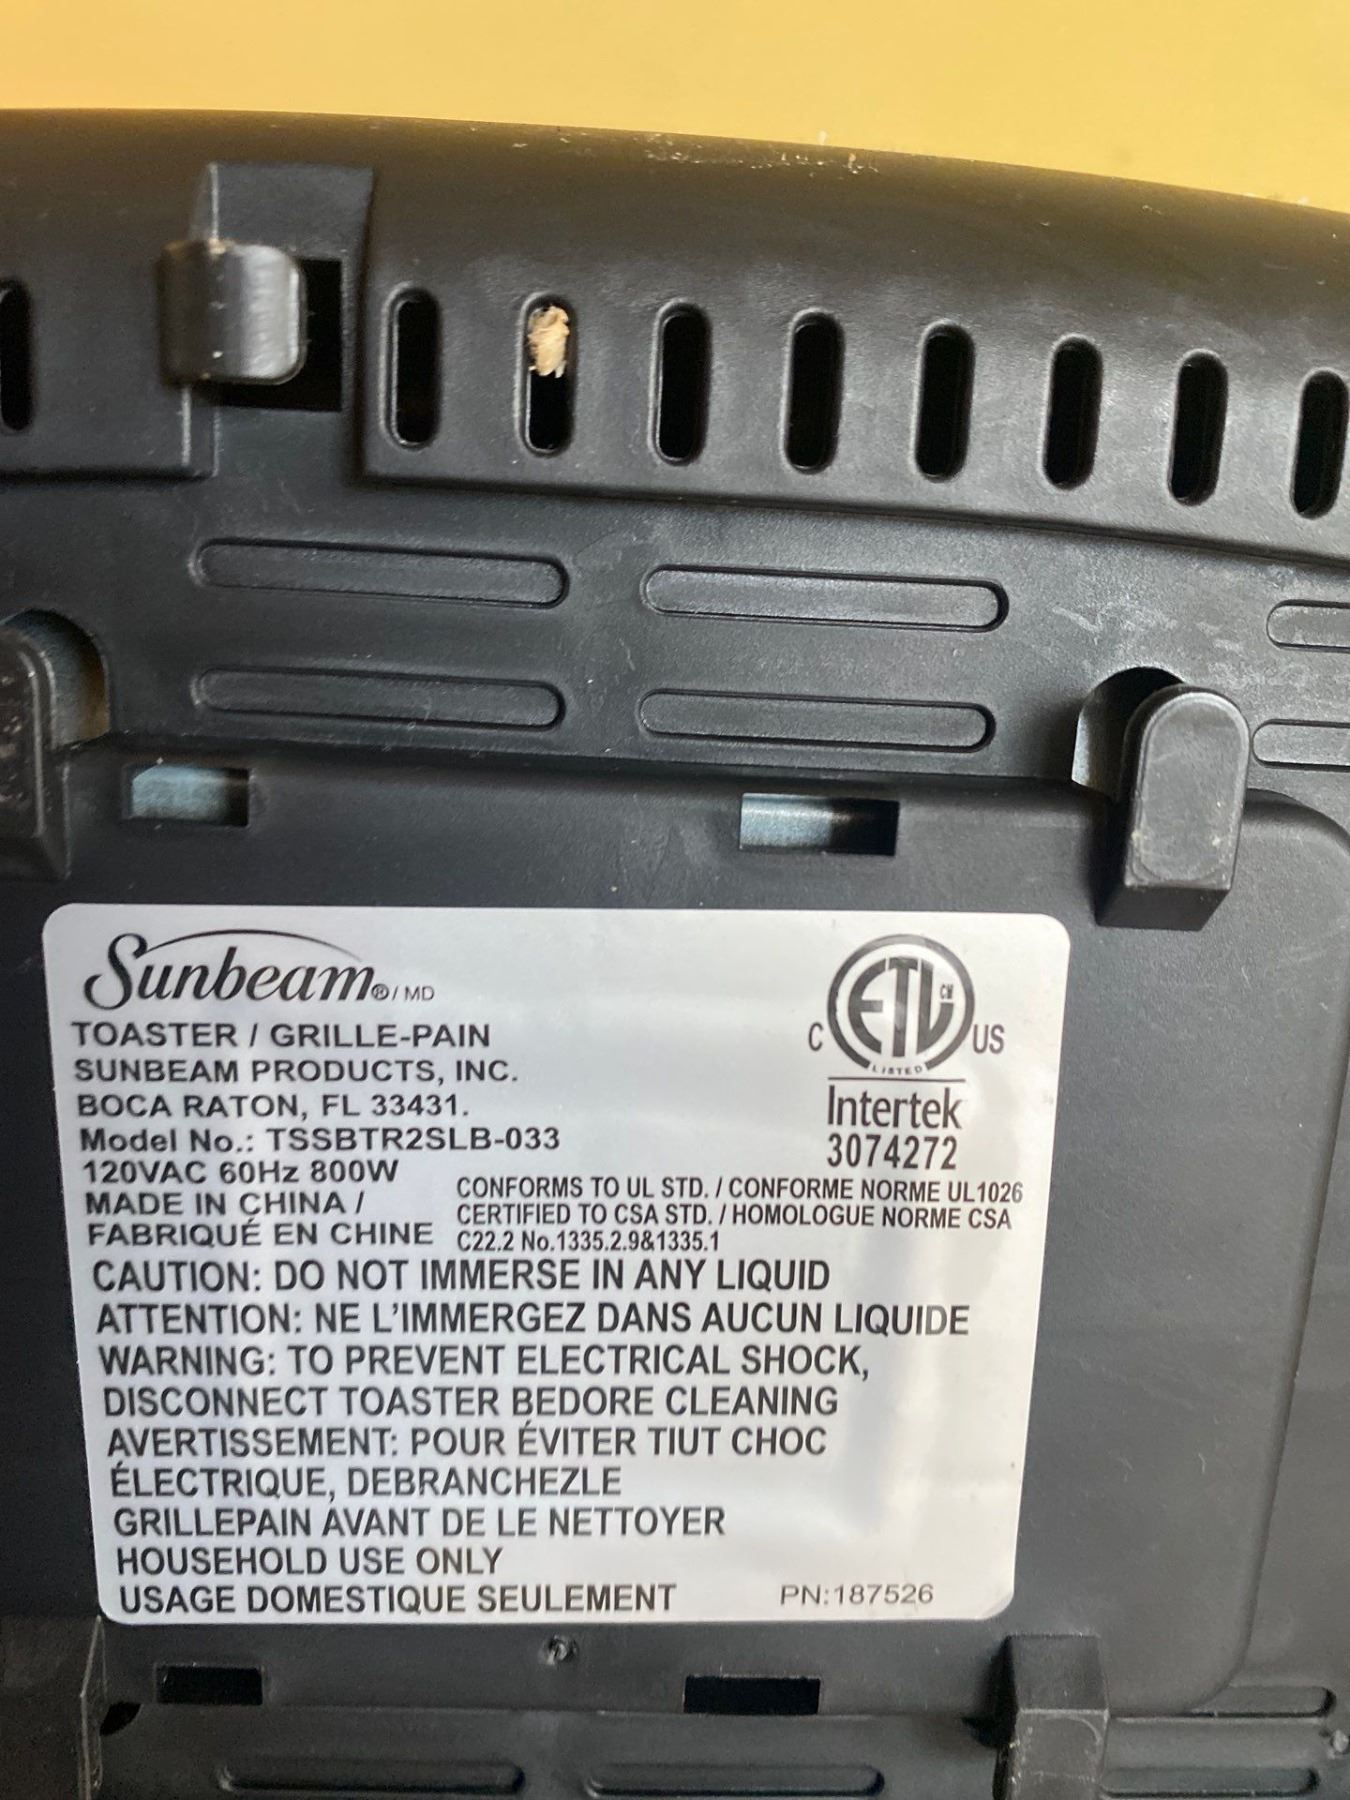 Sunbeam®/MD
TOASTER / GRILLE-PAIN
SUNBEAM PRODUCTS, INC.
BOCA RATON, FL 33431.
Model No.: TSSBTR2SLB-033
120VAC 60Hz 800W
MADE IN CHINA /
FABRIQUÉ EN CHINE
C ETL CM US
LISTED
Intertek
3074272
CONFORMS TO UL STD. / CONFORME NORME UL1026
CERTIFIED TO CSA STD. / HOMOLOGUE NORME CSA
C22.2 No.1335.2.9&1335.1
CAUTION: DO NOT IMMERSE IN ANY LIQUID
ATTENTION: NE L'IMMERGEZ DANS AUCUN LIQUIDE
WARNING: TO PREVENT ELECTRICAL SHOCK,
DISCONNECT TOASTER BEDORE CLEANING
AVERTISSEMENT: POUR ÉVITER TIUT CHOC
ÉLECTRIQUE, DEBRANCHEZLE
GRILLEPAIN AVANT DE LE NETTOYER
HOUSEHOLD USE ONLY
USAGE DOMESTIQUE SEULEMENT
PN:187526